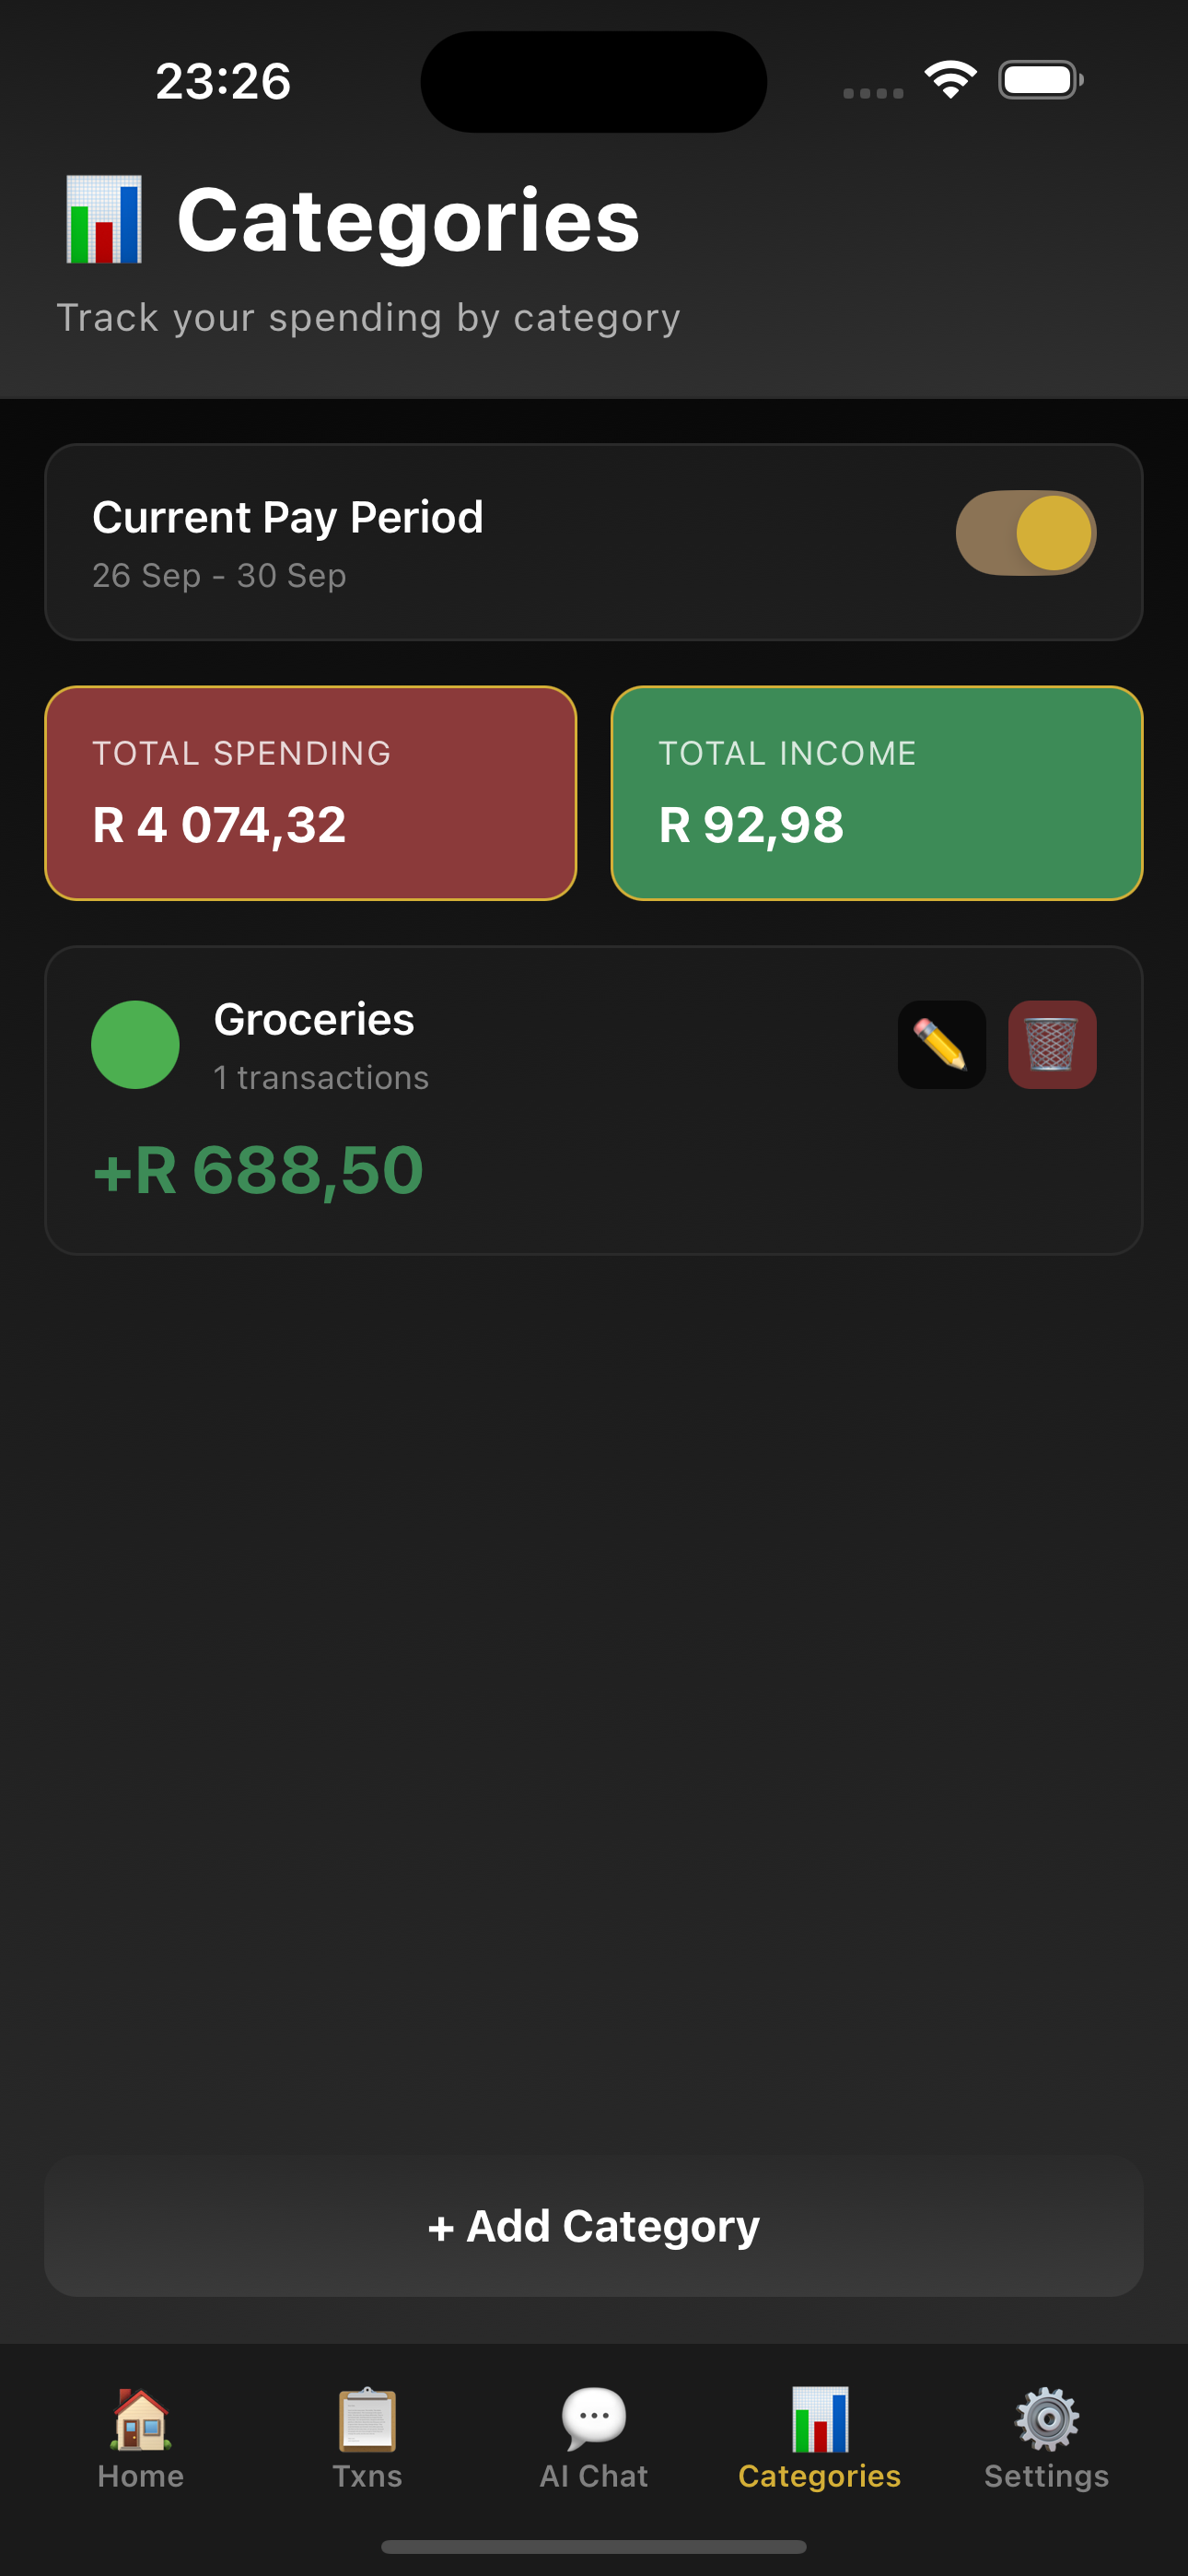 23:26
Categories
Track your spending by category
Current Pay Period
26 Sep - 30 Sep
TOTAL SPENDING
R 4 074,32
TOTAL INCOME
R 92,98
Groceries
1 transactions
+R 688,50
+ Add Category
Home
Txns
AI Chat
Categories
Settings